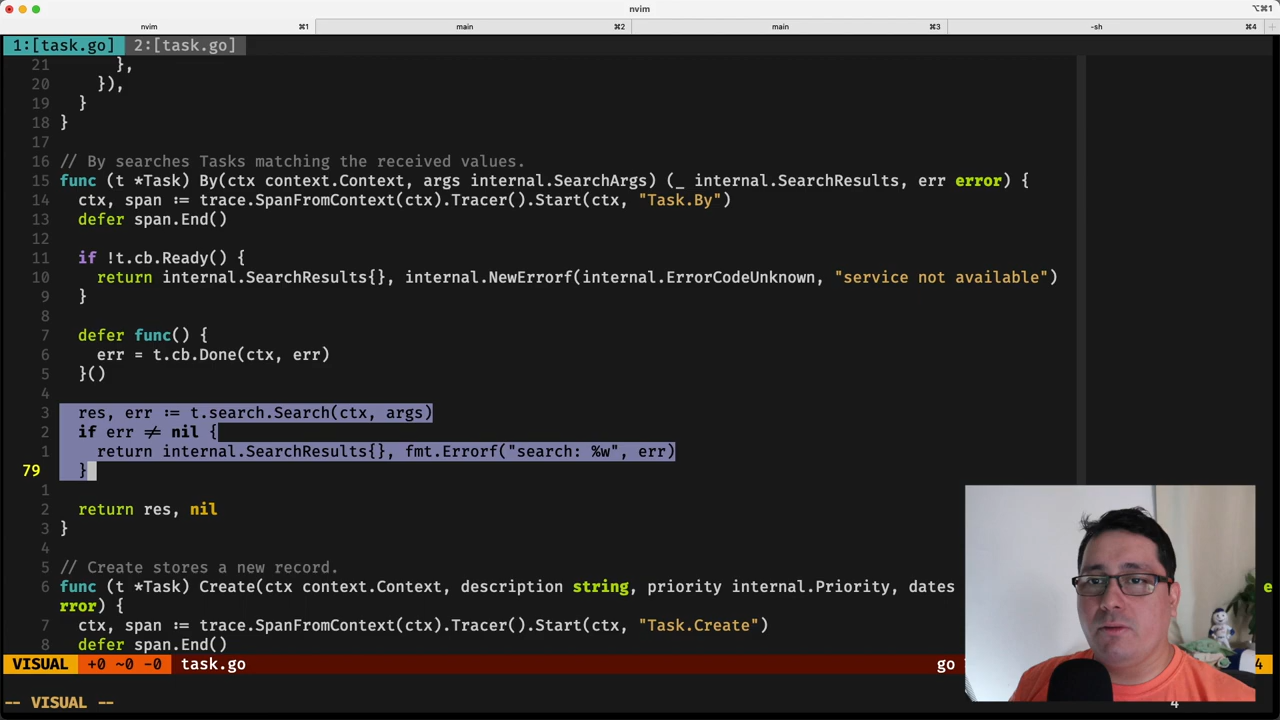 nvim
⌥⌘1
nvim ⌘1 main ⌘2 main ⌘3 -sh ⌘4
1:[task.go] 2:[task.go]
21 },
20 }),
19 }
18 }
17
16 // By searches Tasks matching the received values.
15 func (t *Task) By(ctx context.Context, args internal.SearchArgs) (_ internal.SearchResults, err error) {
14 ctx, span := trace.SpanFromContext(ctx).Tracer().Start(ctx, "Task.By")
13 defer span.End()
12
11 if !t.cb.Ready() {
10 return internal.SearchResults{}, internal.NewErrorf(internal.ErrorCodeUnknown, "service not available")
9 }
8
7 defer func() {
6 err = t.cb.Done(ctx, err)
5 }()
4
3 res, err := t.search.Search(ctx, args)
2 if err ≠ nil {
1 return internal.SearchResults{}, fmt.Errorf("search: %w", err)
79 }
1
2 return res, nil
3 }
4
5 // Create stores a new record.
6 func (t *Task) Create(ctx context.Context, description string, priority internal.Priority, dates e
rror) {
7 ctx, span := trace.SpanFromContext(ctx).Tracer().Start(ctx, "Task.Create")
8 defer span.End()
VISUAL +0 ~0 -0 task.go go 4
-- VISUAL -- 4